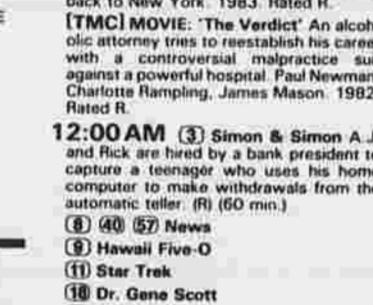 back to New York. 1983. Rated R.
[TMC] MOVIE: 'The Verdict' An alcoh
olic attorney tries to reestablish his caree
with a controversial malpractice sui
against a powerful hospital. Paul Newman
Charlotte Rampling, James Mason. 1982
Rated R.
12:00 AM (3) Simon & Simon A.J
and Rick are hired by a bank president to
capture a teenager who uses his home
computer to make withdrawals from the
automatic teller. (R) (60 min.)
(8) (40) (57) News
(9) Hawaii Five-O
(11) Star Trek
(18) Dr. Gene Scott